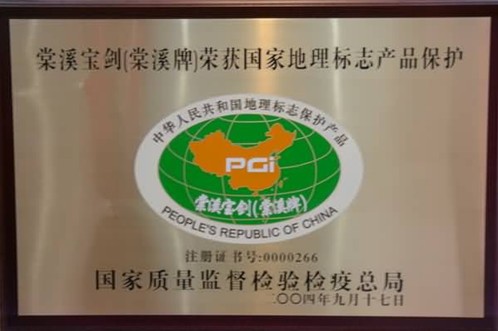 棠溪宝剑(棠溪牌)荣获国家地理标志产品保护
中华人民共和国地理标志保护产品
PGi
棠溪宝剑(棠溪牌)
PEOPLE'S REPUBLIC OF CHINA
注册证书号:0000266
国家质量监督检验检疫总局
二〇〇四年九月十七日